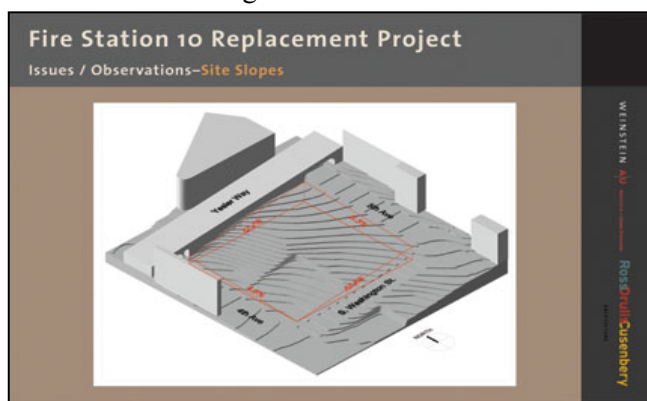 Fire Station 10 Replacement Project
Issues / Observations–Site Slopes
Yesler Way
5th Ave
4th Ave
S. Washington St.
NORTH
WEINSTEIN A|U
RossDrulisCusenbery